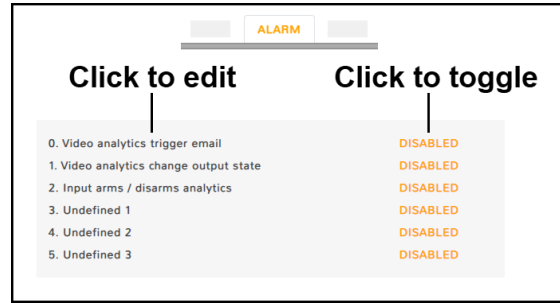 ALARM
Click to edit Click to toggle
0. Video analytics trigger email DISABLED
1. Video analytics change output state DISABLED
2. Input arms / disarms analytics DISABLED
3. Undefined 1 DISABLED
4. Undefined 2 DISABLED
5. Undefined 3 DISABLED